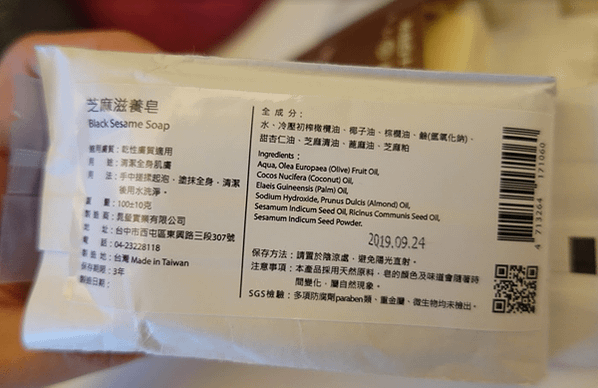 芝麻滋養皂
Black Sesame Soap
適用膚質：乾性膚質適用
用　　途：清潔全身肌膚
用　　法：手中搓揉起泡，塗抹全身，清潔
後用水洗淨。
重　　量：100±10克
製造商：
實業有限公司
地　　址：台中市西屯區東興路三段307號
電　　話：04-23228118
製造地：台灣 Made in Taiwan
保存期限：3年
製造日期：
全成分：
水、冷壓初榨橄欖油、椰子油、棕櫚油、鹼(氫氧化鈉)、
甜杏仁油、芝麻清油、蓖麻油、芝麻粕
Ingredients :
Aqua, Olea Europaea (Olive) Fruit Oil,
Cocos Nucifera (Coconut) Oil,
Elaeis Guineensis (Palm) Oil,
Sodium Hydroxide, Prunus Dulcis (Almond) Oil,
Sesamum Indicum Seed Oil, Ricinus Communis Seed Oil,
Sesamum Indicum Seed Powder.
2019.09.24
保存方法：請置於陰涼處，避免陽光直射。
注意事項：本產品採用天然原料，皂的顏色及味道會隨著時
間變化，屬自然現象。
SGS檢驗：多項防腐劑paraben類、重金屬、微生物均未檢出。
4 713264 171060